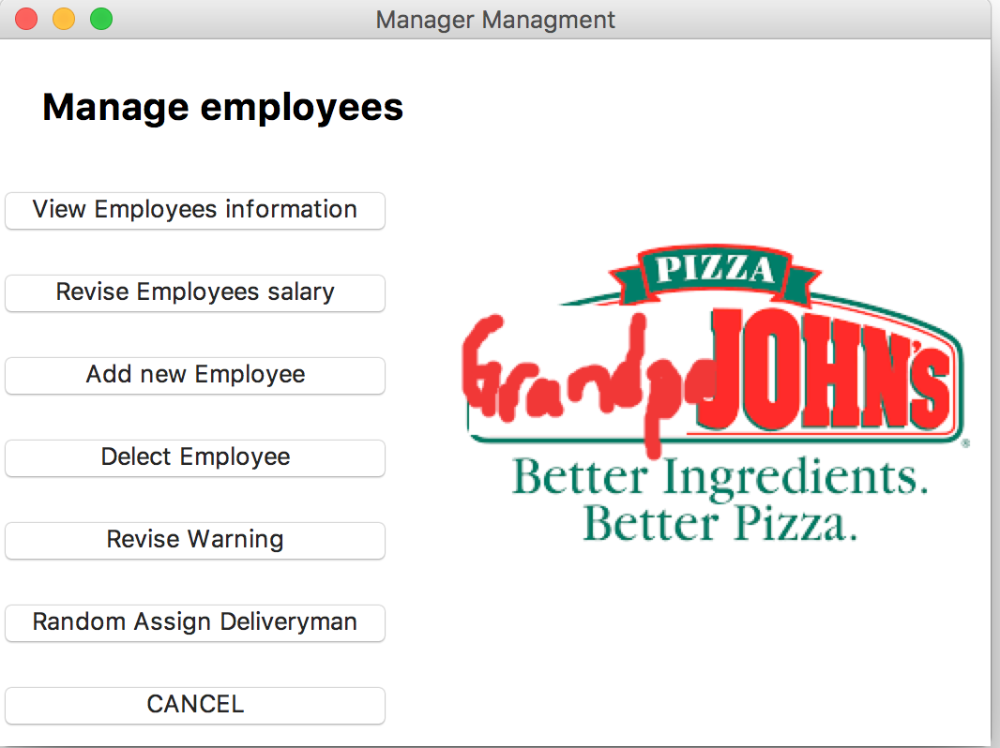 Manager Managment
Manage employees
View Employees information
Revise Employees salary
Add new Employee
Delect Employee
Revise Warning
Random Assign Deliveryman
CANCEL
PIZZA
Grandpa JOHN'S
®
Better Ingredients.
Better Pizza.